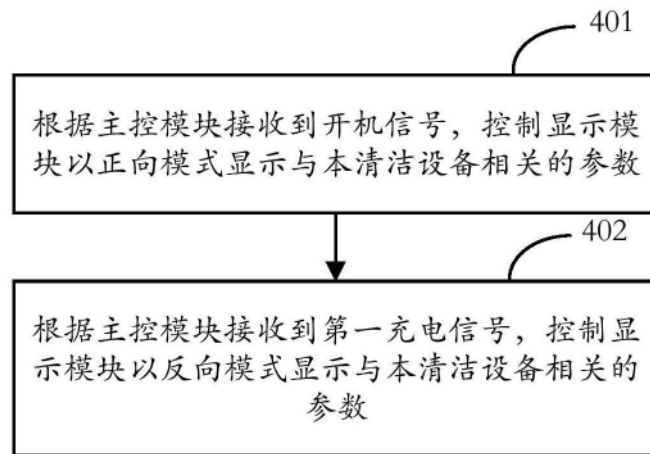 401
根据主控模块接收到开机信号，控制显示模
块以正向模式显示与本清洁设备相关的参数
402
根据主控模块接收到第一充电信号，控制显
示模块以反向模式显示与本清洁设备相关的
参数